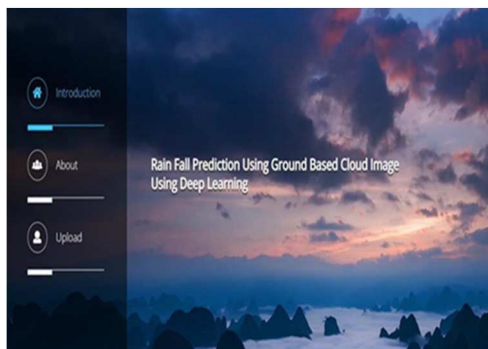 Introduction
About
Rain Fall Prediction Using Ground Based Cloud Image
Using Deep Learning
Upload